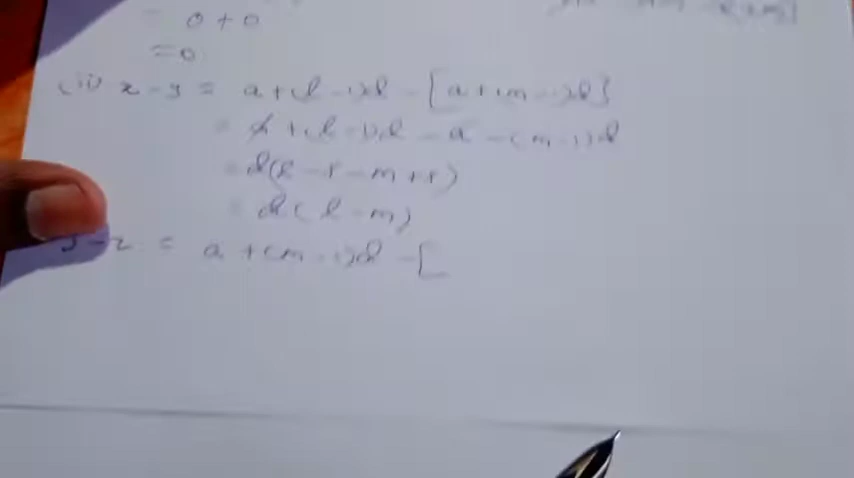 = 0 + 0
= 0
(ii) x - y = a + (l - 1)d - [a + (m - 1)d]
= a + (l - 1)d - a - (m - 1)d
= d(l - 1 - m + 1)
= d(l - m)
y - z = a + (m - 1)d - [